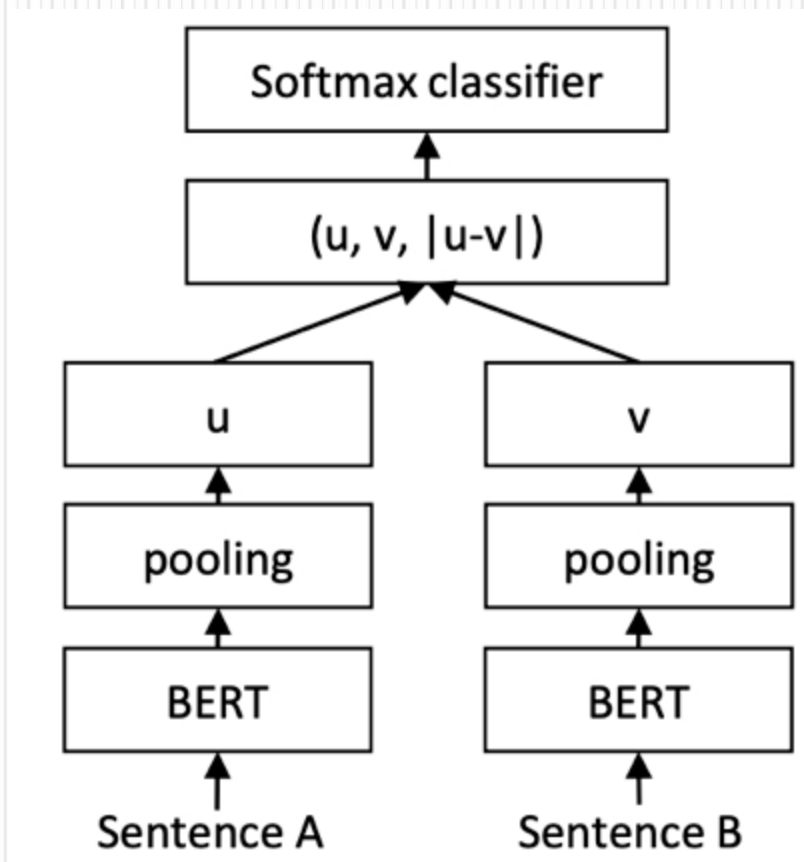 Softmax classifier
(u, v, |u-v|)
u
v
pooling
pooling
BERT
BERT
Sentence A
Sentence B